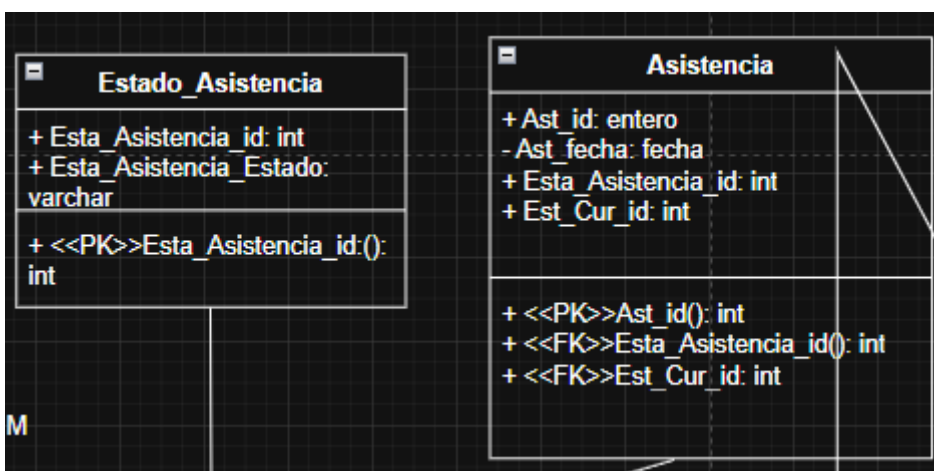 Estado_Asistencia
+ Esta_Asistencia_id: int
+ Esta_Asistencia_Estado:
varchar
+ <<PK>>Esta_Asistencia_id:():
int
M
Asistencia
+ Ast_id: entero
- Ast_fecha: fecha
+ Esta_Asistencia_id: int
+ Est_Cur_id: int
+ <<PK>>Ast_id(): int
+ <<FK>>Esta_Asistencia_id(): int
+ <<FK>>Est_Cur_id: int